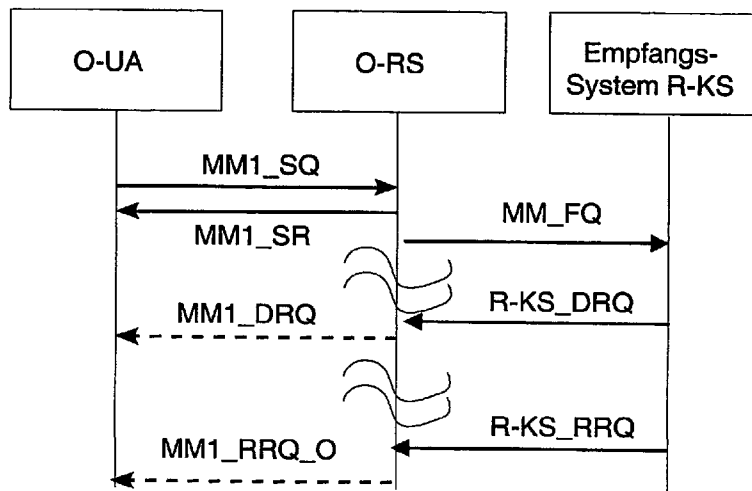 O-UA
O-RS
Empfangs-
System R-KS
MM1_SQ
MM1_SR
MM_FQ
R-KS_DRQ
MM1_DRQ
R-KS_RRQ
MM1_RRQ_O